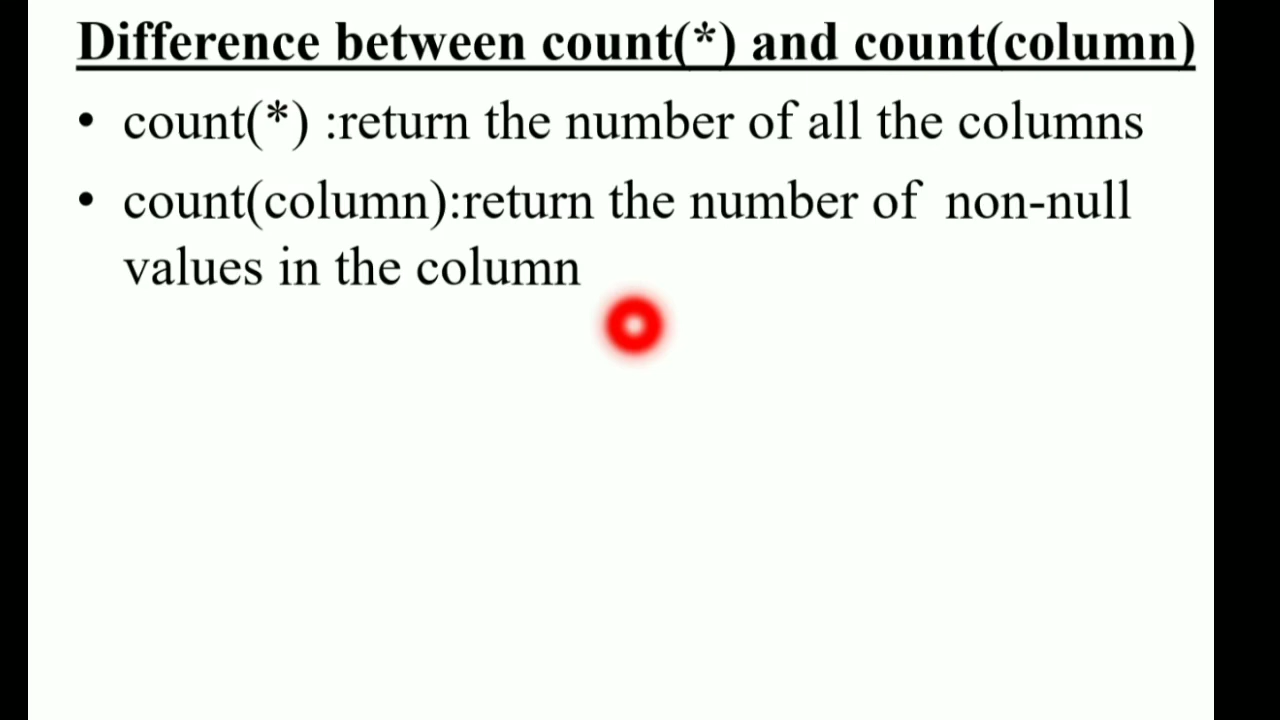 Difference between count(*) and count(column)
• count(*) :return the number of all the columns
• count(column):return the number of  non-null
values in the column